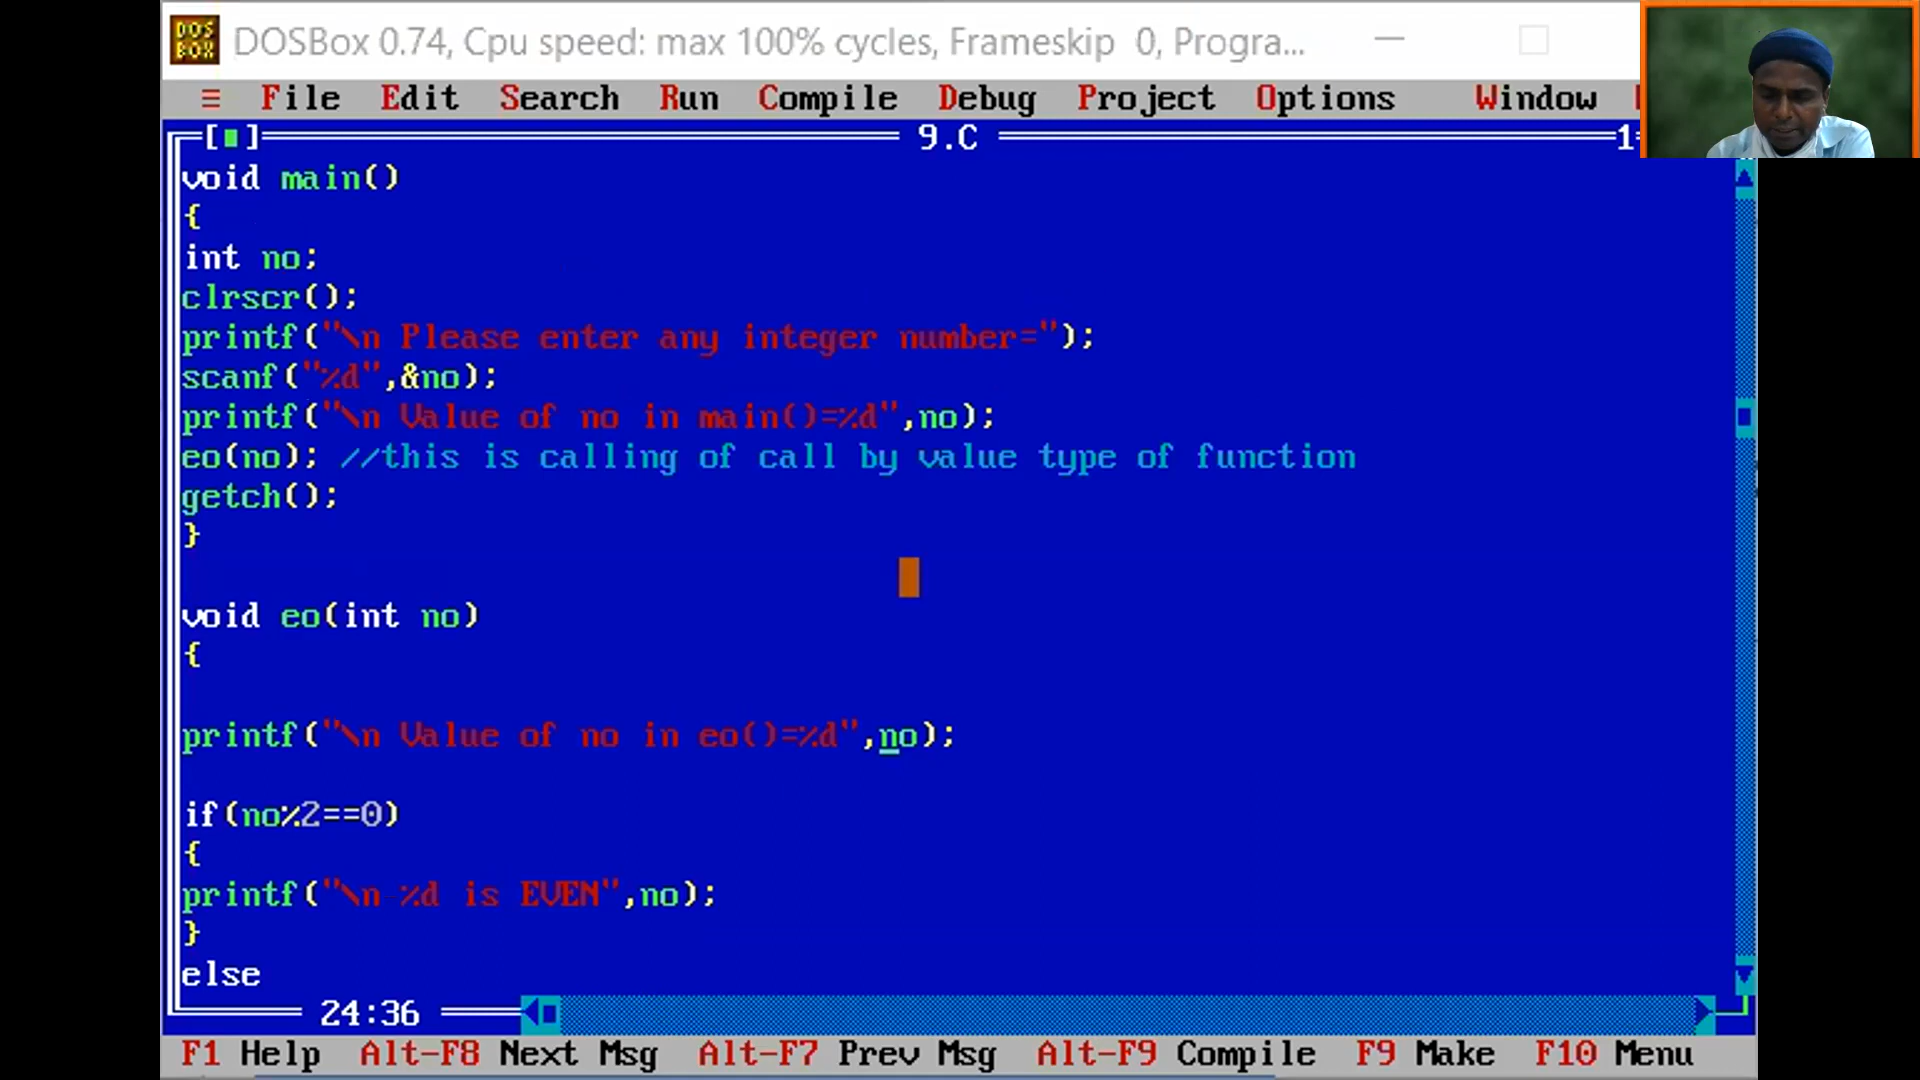 DOS BOX DOSBox 0.74, Cpu speed: max 100% cycles, Frameskip 0, Progra...
≡ File Edit Search Run Compile Debug Project Options Window
[■] 9.C 1
void main()
{
int no;
clrscr();
printf("\n Please enter any integer number=");
scanf("%d",&no);
printf("\n Value of no in main()=%d",no);
eo(no); //this is calling of call by value type of function
getch();
}
void eo(int no)
{
printf("\n Value of no in eo()=%d",no);
if(no%2==0)
{
printf("\n %d is EVEN",no);
}
else
24:36
F1 Help Alt-F8 Next Msg Alt-F7 Prev Msg Alt-F9 Compile F9 Make F10 Menu